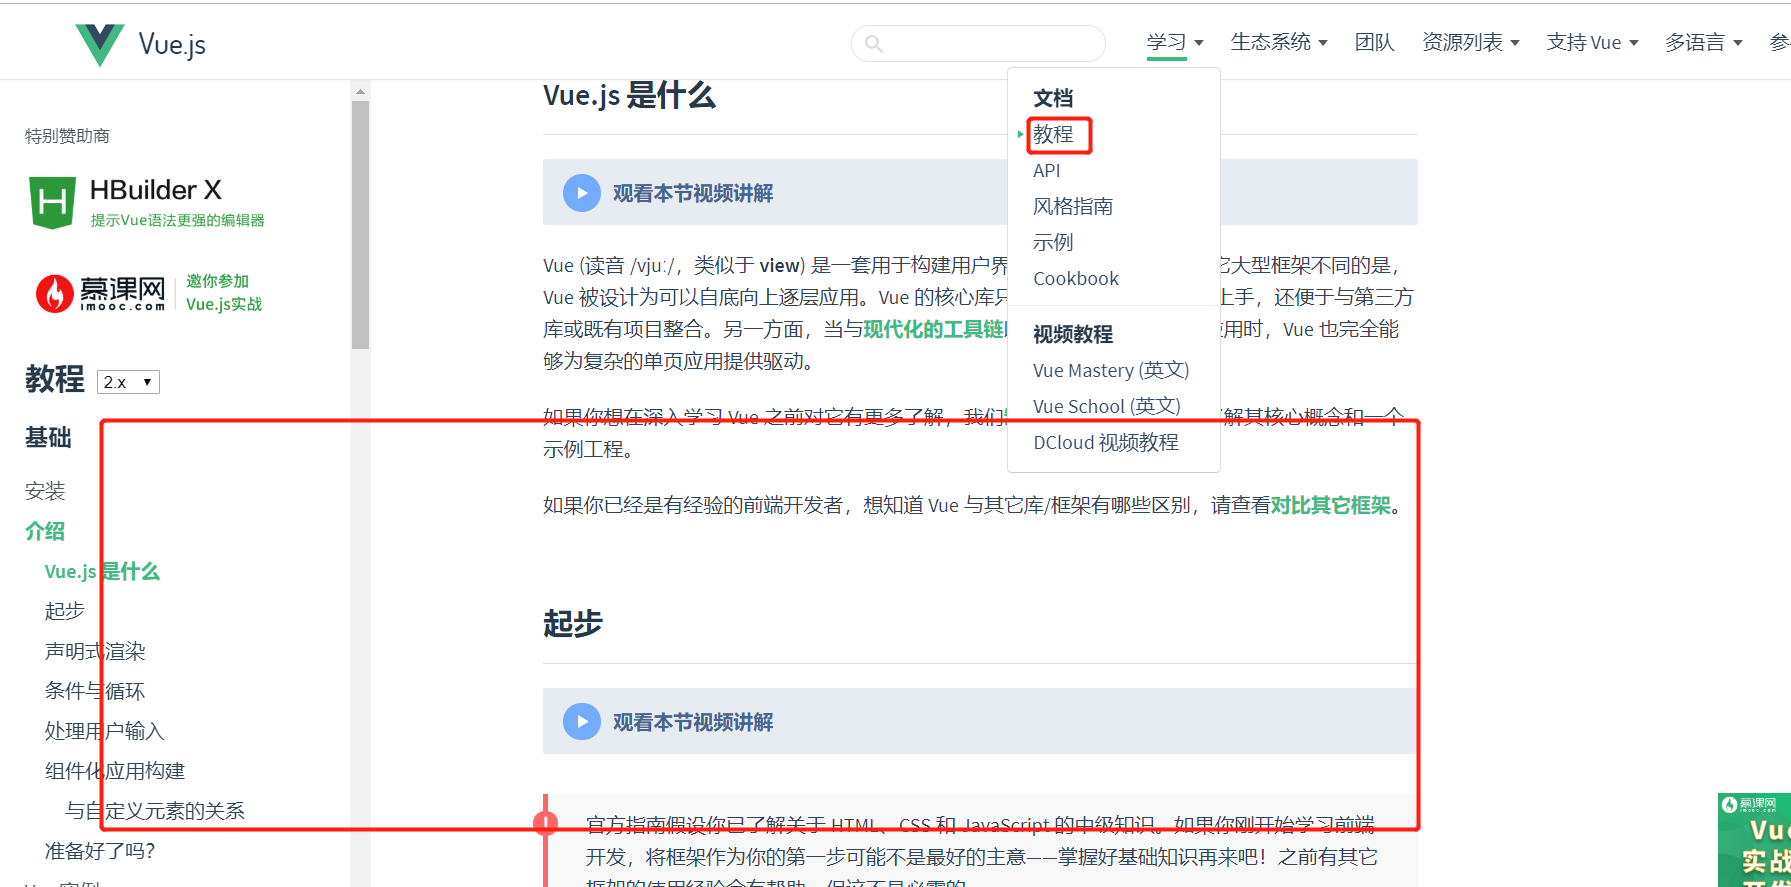 Vue.js
学习
生态系统
团队
资源列表
支持 Vue
多语言
特别赞助商
HBuilder X
提示Vue语法更强的编辑器
慕课网
imooc.com
邀你参加
Vue.js实战
教程 2.x
基础
安装
介绍
Vue.js 是什么
起步
声明式渲染
条件与循环
处理用户输入
组件化应用构建
与自定义元素的关系
准备好了吗？
Vue.js 是什么
观看本节视频讲解
Vue (读音 /vjuː/，类似于 view) 是一套用于构建用户界
大型框架不同的是，
Vue 被设计为可以自底向上逐层应用。Vue 的核心库只
上手，还便于与第三方
库或既有项目整合。另一方面，当与现代化的工具链
用时，Vue 也完全能
够为复杂的单页应用提供驱动。
如果你想在深入学习 Vue 之前对它有更多了解，我们
解其核心概念和一个
示例工程。
如果你已经是有经验的前端开发者，想知道 Vue 与其它库/框架有哪些区别，请查看对比其它框架。
起步
观看本节视频讲解
官方指南假设你已了解关于 HTML、CSS 和 JavaScript 的中级知识。如果你刚开始学习前端
开发，将框架作为你的第一步可能不是最好的主意——掌握好基础知识再来吧！之前有其它
文档
教程
API
风格指南
示例
Cookbook
视频教程
Vue Mastery (英文)
Vue School (英文)
DCloud 视频教程
慕课网
imooc.com
实战